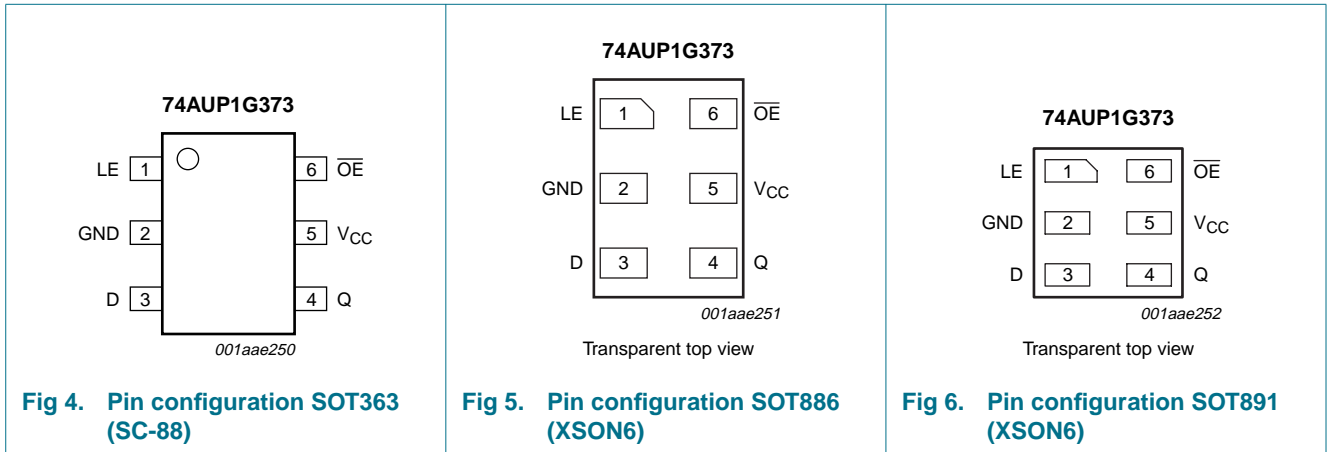 74AUP1G373
LE 1 6 OE
GND 2 5 VCC
D 3 4 Q
001aae250
Fig 4. Pin configuration SOT363
(SC-88)
74AUP1G373
LE 1 6 OE
GND 2 5 VCC
D 3 4 Q
001aae251
Transparent top view
Fig 5. Pin configuration SOT886
(XSON6)
74AUP1G373
LE 1 6 OE
GND 2 5 VCC
D 3 4 Q
001aae252
Transparent top view
Fig 6. Pin configuration SOT891
(XSON6)